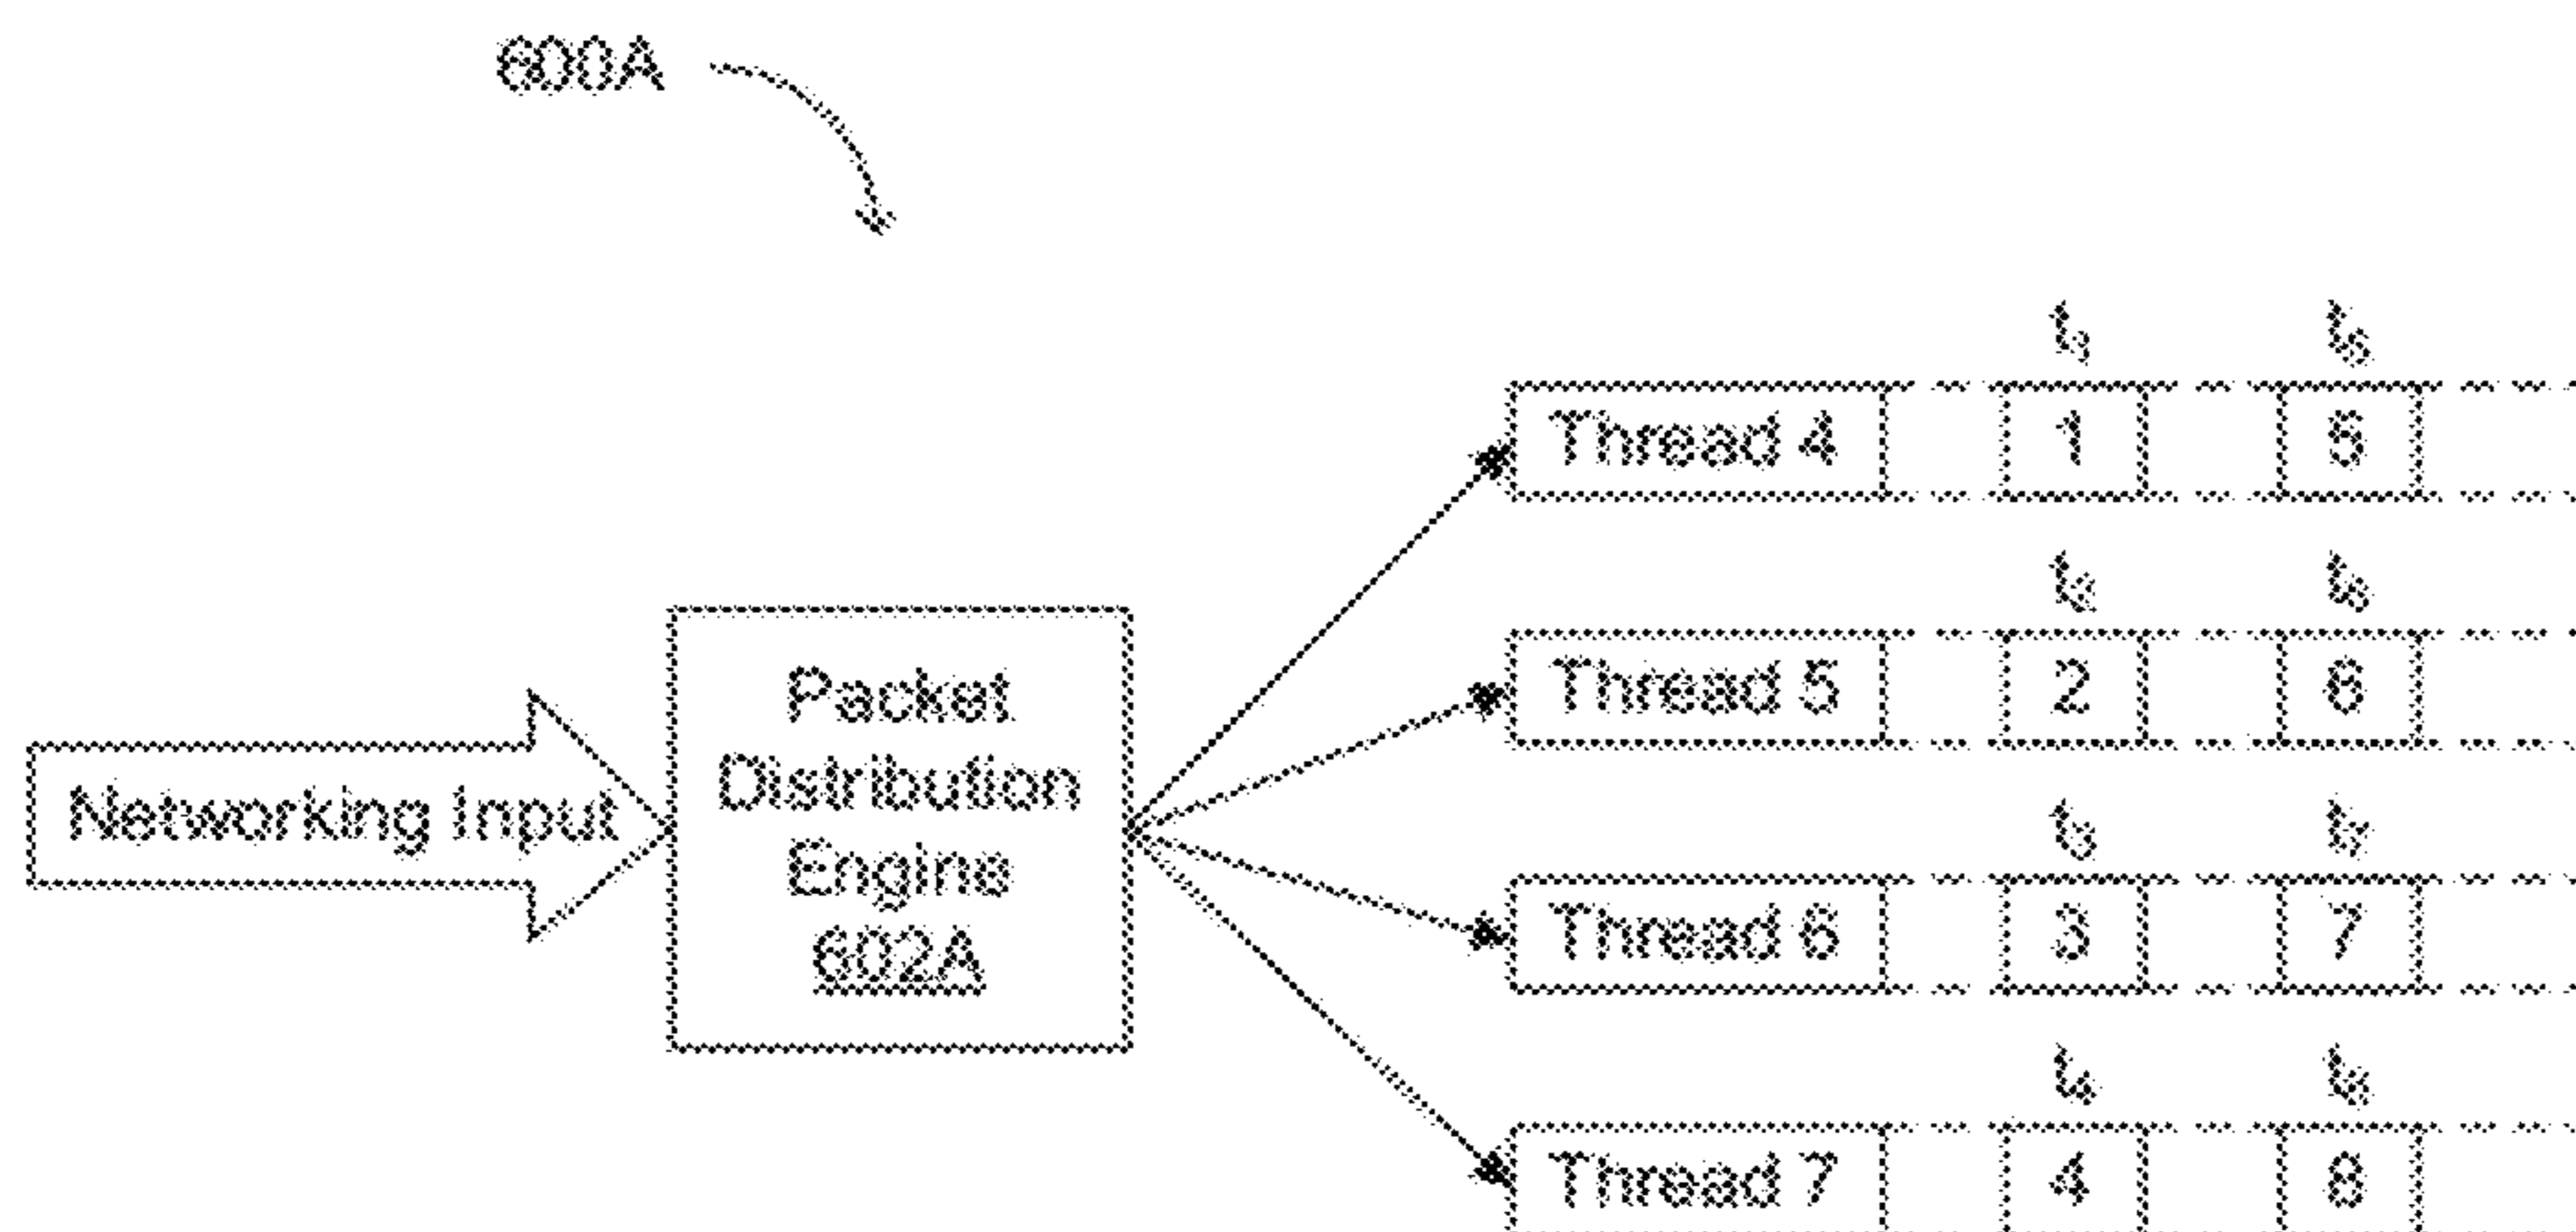 600A
t₁ t₅
Thread 4 1 5
t₂ t₆
Thread 5 2 6
Packet
Distribution
Engine
602A
Networking Input
t₃ t₇
Thread 6 3 7
t₄ t₈
Thread 7 4 8